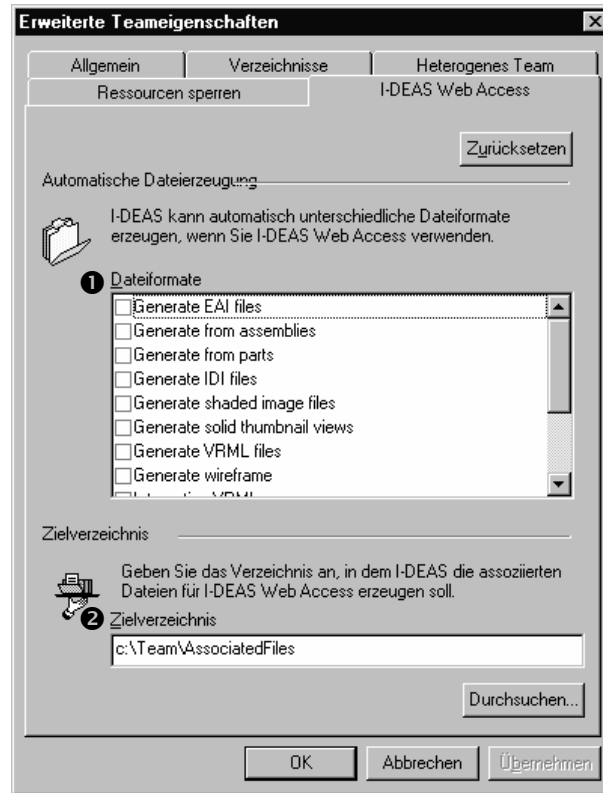 Erweiterte Teameigenschaften
Allgemein
Verzeichnisse
Heterogenes Team
Ressourcen sperren
I-DEAS Web Access
Zurücksetzen
Automatische Dateierzeugung
I-DEAS kann automatisch unterschiedliche Dateiformate
erzeugen, wenn Sie I-DEAS Web Access verwenden.
❶ Dateiformate
Generate EAI files
Generate from assemblies
Generate from parts
Generate IDI files
Generate shaded image files
Generate solid thumbnail views
Generate VRML files
Generate wireframe
Zielverzeichnis
Geben Sie das Verzeichnis an, in dem I-DEAS die assoziierten
Dateien für I-DEAS Web Access erzeugen soll.
❷ Zielverzeichnis
c:\Team\AssociatedFiles
Durchsuchen...
OK
Abbrechen
Übernehmen